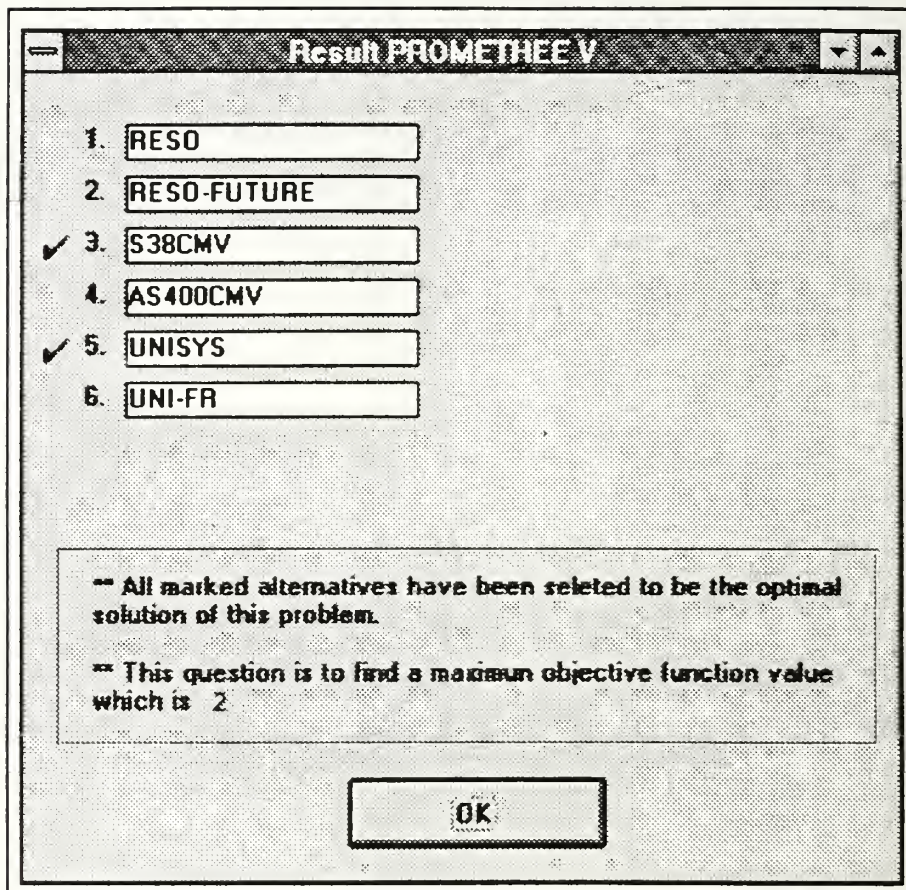 Result PROMETHEE V
1. RESO
2. RESO-FUTURE
✓ 3. S38CMV
4. AS400CMV
✓ 5. UNISYS
6. UNI-FR
** All marked alternatives have been seleted to be the optimal
solution of this problem.
** This question is to find a maximun objective function value
which is 2
OK